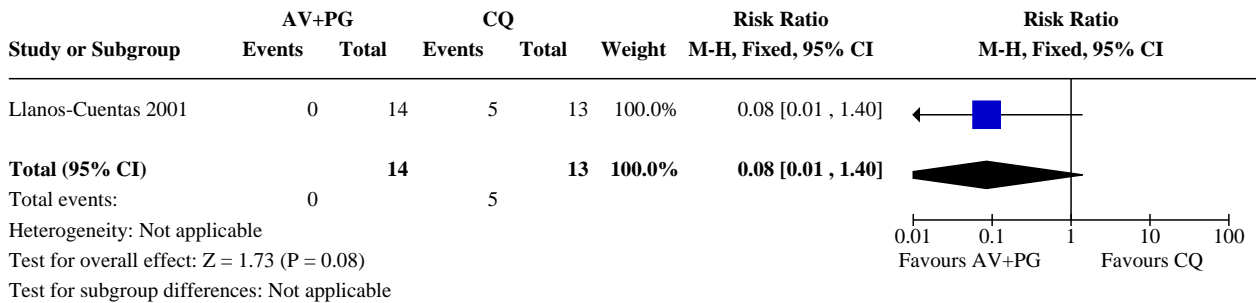 AV+PG CQ Risk Ratio Risk Ratio
Study or Subgroup Events Total Events Total Weight M-H, Fixed, 95% CI M-H, Fixed, 95% CI
Llanos-Cuentas 2001 0 14 5 13 100.0% 0.08 [0.01 , 1.40]
Total (95% CI) 14 13 100.0% 0.08 [0.01 , 1.40]
Total events: 0 5
Heterogeneity: Not applicable
0.01 0.1 1 10 100
Test for overall effect: Z = 1.73 (P = 0.08) Favours AV+PG Favours CQ
Test for subgroup differences: Not applicable